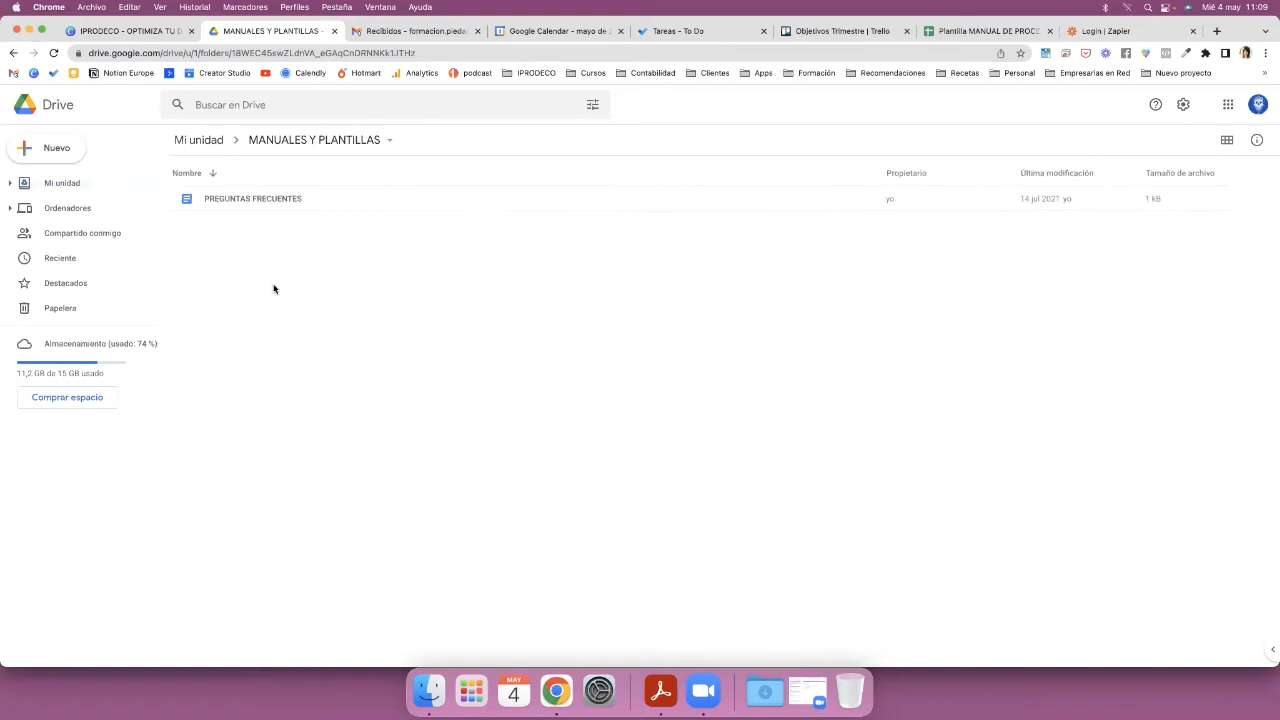 Chrome Archivo Editar Ver Historial Marcadores Perfiles Pestaña Ventana Ayuda Mié 4 may 11:09
IPRODECO - OPTIMIZA TU D MANUALES Y PLANTILLAS - Recibidos - formacion.pieda Google Calendar - mayo de 2 Tareas - To Do Objetivos Trimestre | Trello Plantilla MANUAL DE PROCE Login | Zapier
drive.google.com/drive/u/1/folders/18WEC45swZLdnVA_eGAqCnDRNNKk1JTHz
Notion Europe Creator Studio Calendly Hotmart Analytics podcast IPRODECO Cursos Contabilidad Clientes Apps Formación Recomendaciones Recetas Personal Empresarias en Red Nuevo proyecto »
Drive Buscar en Drive
Nuevo
Mi unidad > MANUALES Y PLANTILLAS
Nombre Propietario Última modificación Tamaño de archivo
PREGUNTAS FRECUENTES yo 14 jul 2021 yo 1 kB
Mi unidad
Ordenadores
Compartido conmigo
Reciente
Destacados
Papelera
Almacenamiento (usado: 74 %)
11,2 GB de 15 GB usado
Comprar espacio
MAY
4